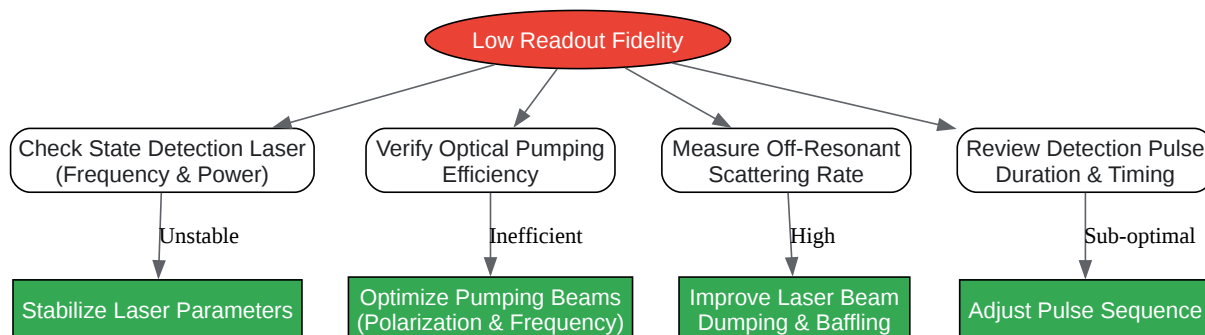 Low Readout Fidelity
Check State Detection Laser
(Frequency & Power)
Verify Optical Pumping
Efficiency
Measure Off-Resonant
Scattering Rate
Review Detection Pulse
Duration & Timing
Unstable
Inefficient
High
Sub-optimal
Stabilize Laser Parameters
Optimize Pumping Beams
(Polarization & Frequency)
Improve Laser Beam
Dumping & Baffling
Adjust Pulse Sequence